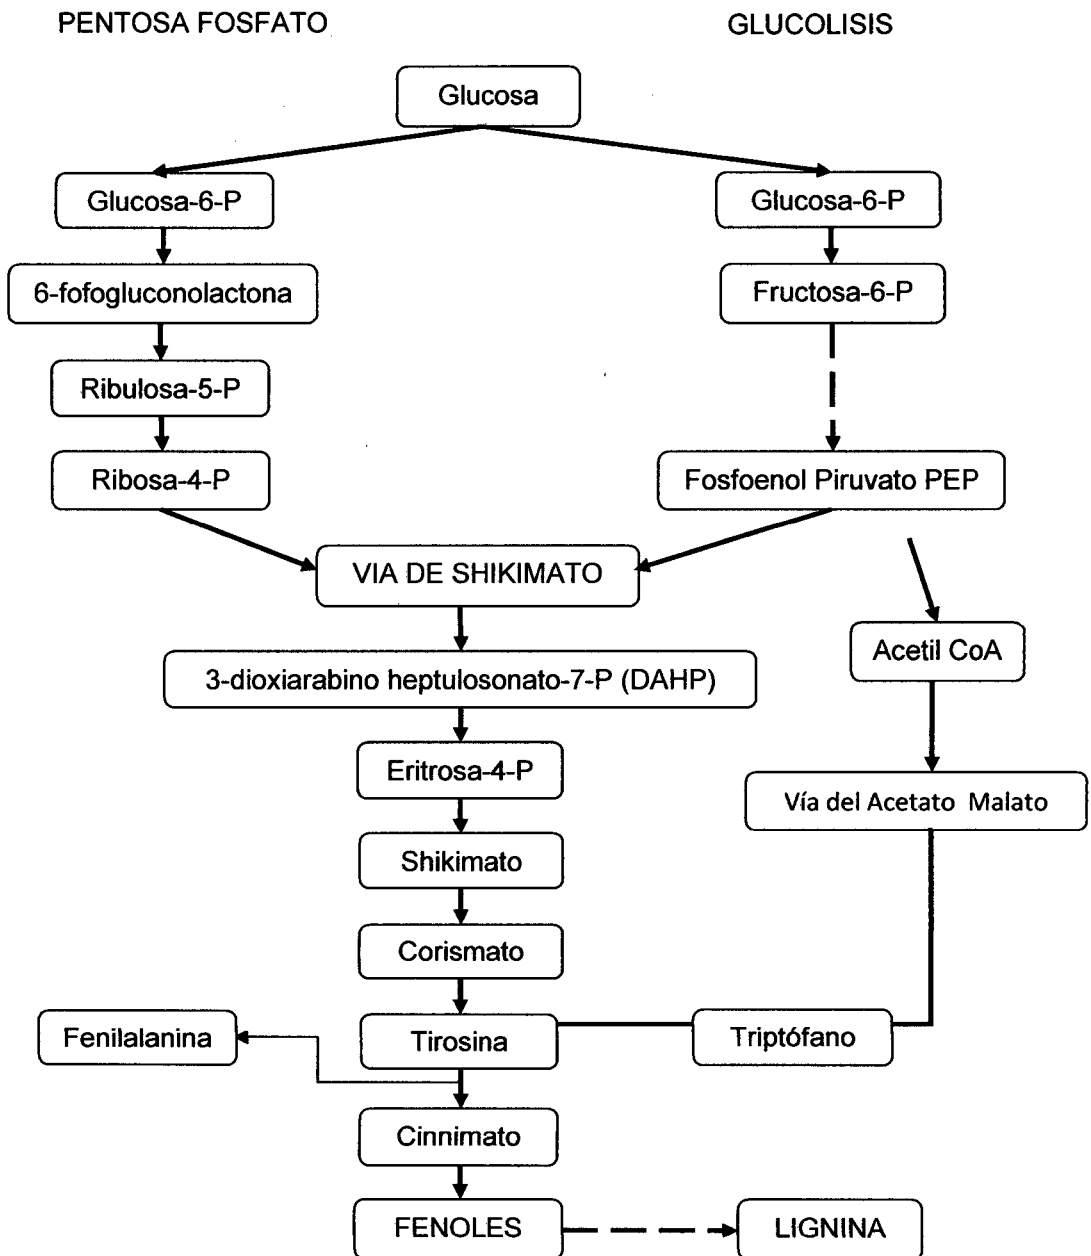 PENTOSA FOSFATO
GLUCOLISIS
Glucosa
Glucosa-6-P
Glucosa-6-P
6-fofogluconolactona
Fructosa-6-P
Ribulosa-5-P
Ribosa-4-P
Fosfoenol Piruvato PEP
VIA DE SHIKIMATO
Acetil CoA
3-dioxiarabino heptulosonato-7-P (DAHP)
Eritrosa-4-P
Vía del Acetato Malato
Shikimato
Corismato
Fenilalanina
Tirosina
Triptófano
Cinnimato
FENOLES
LIGNINA